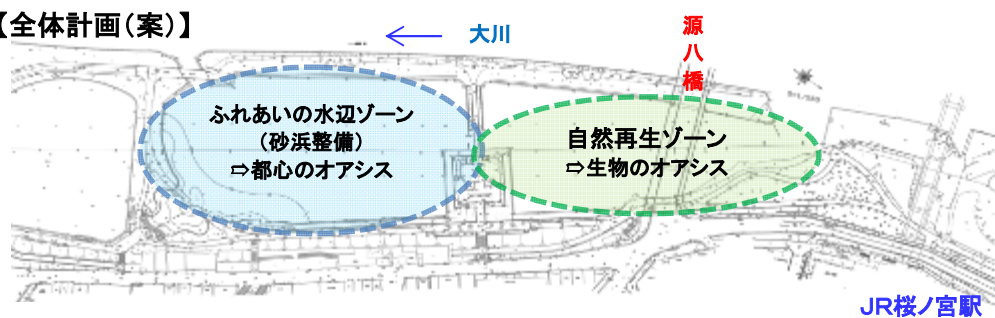 【全体計画(案)】
大川
源八橋
ふれあいの水辺ゾーン
(砂浜整備)
⇨都心のオアシス
自然再生ゾーン
⇨生物のオアシス
JR桜ノ宮駅